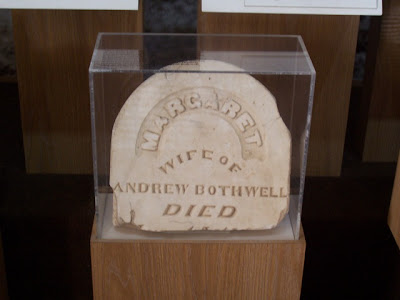 MARGARET
WIFE OF
ANDREW BOTHWELL
DIED